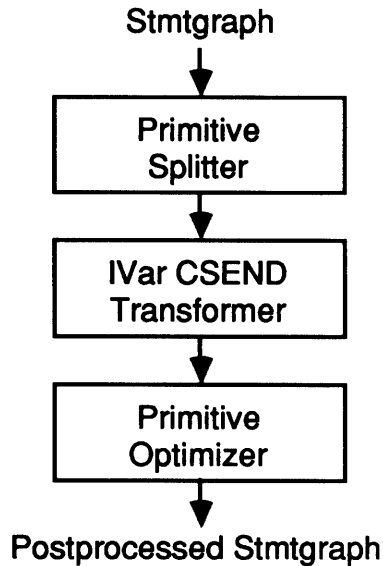 Stmtgraph
Primitive
Splitter
IVar CSEND
Transformer
Primitive
Optimizer
Postprocessed Stmtgraph